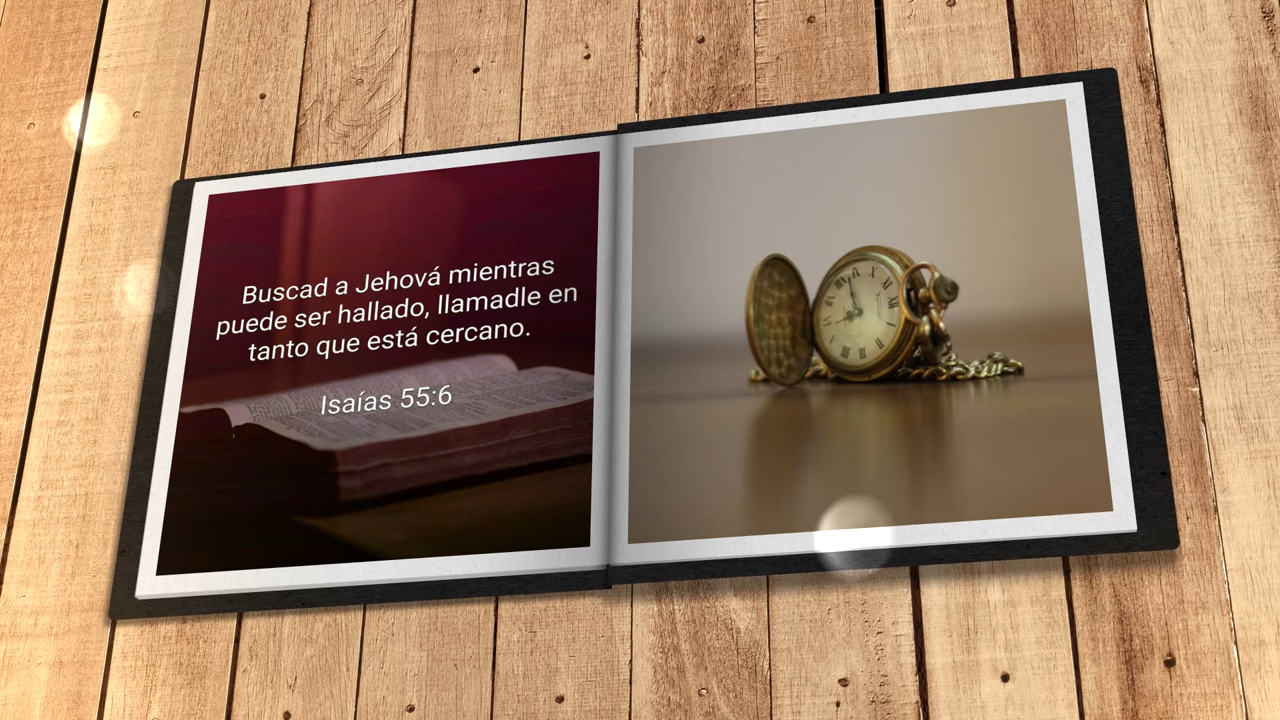 Buscad a Jehová mientras
puede ser hallado, llamadle en
tanto que está cercano.
Isaías 55:6